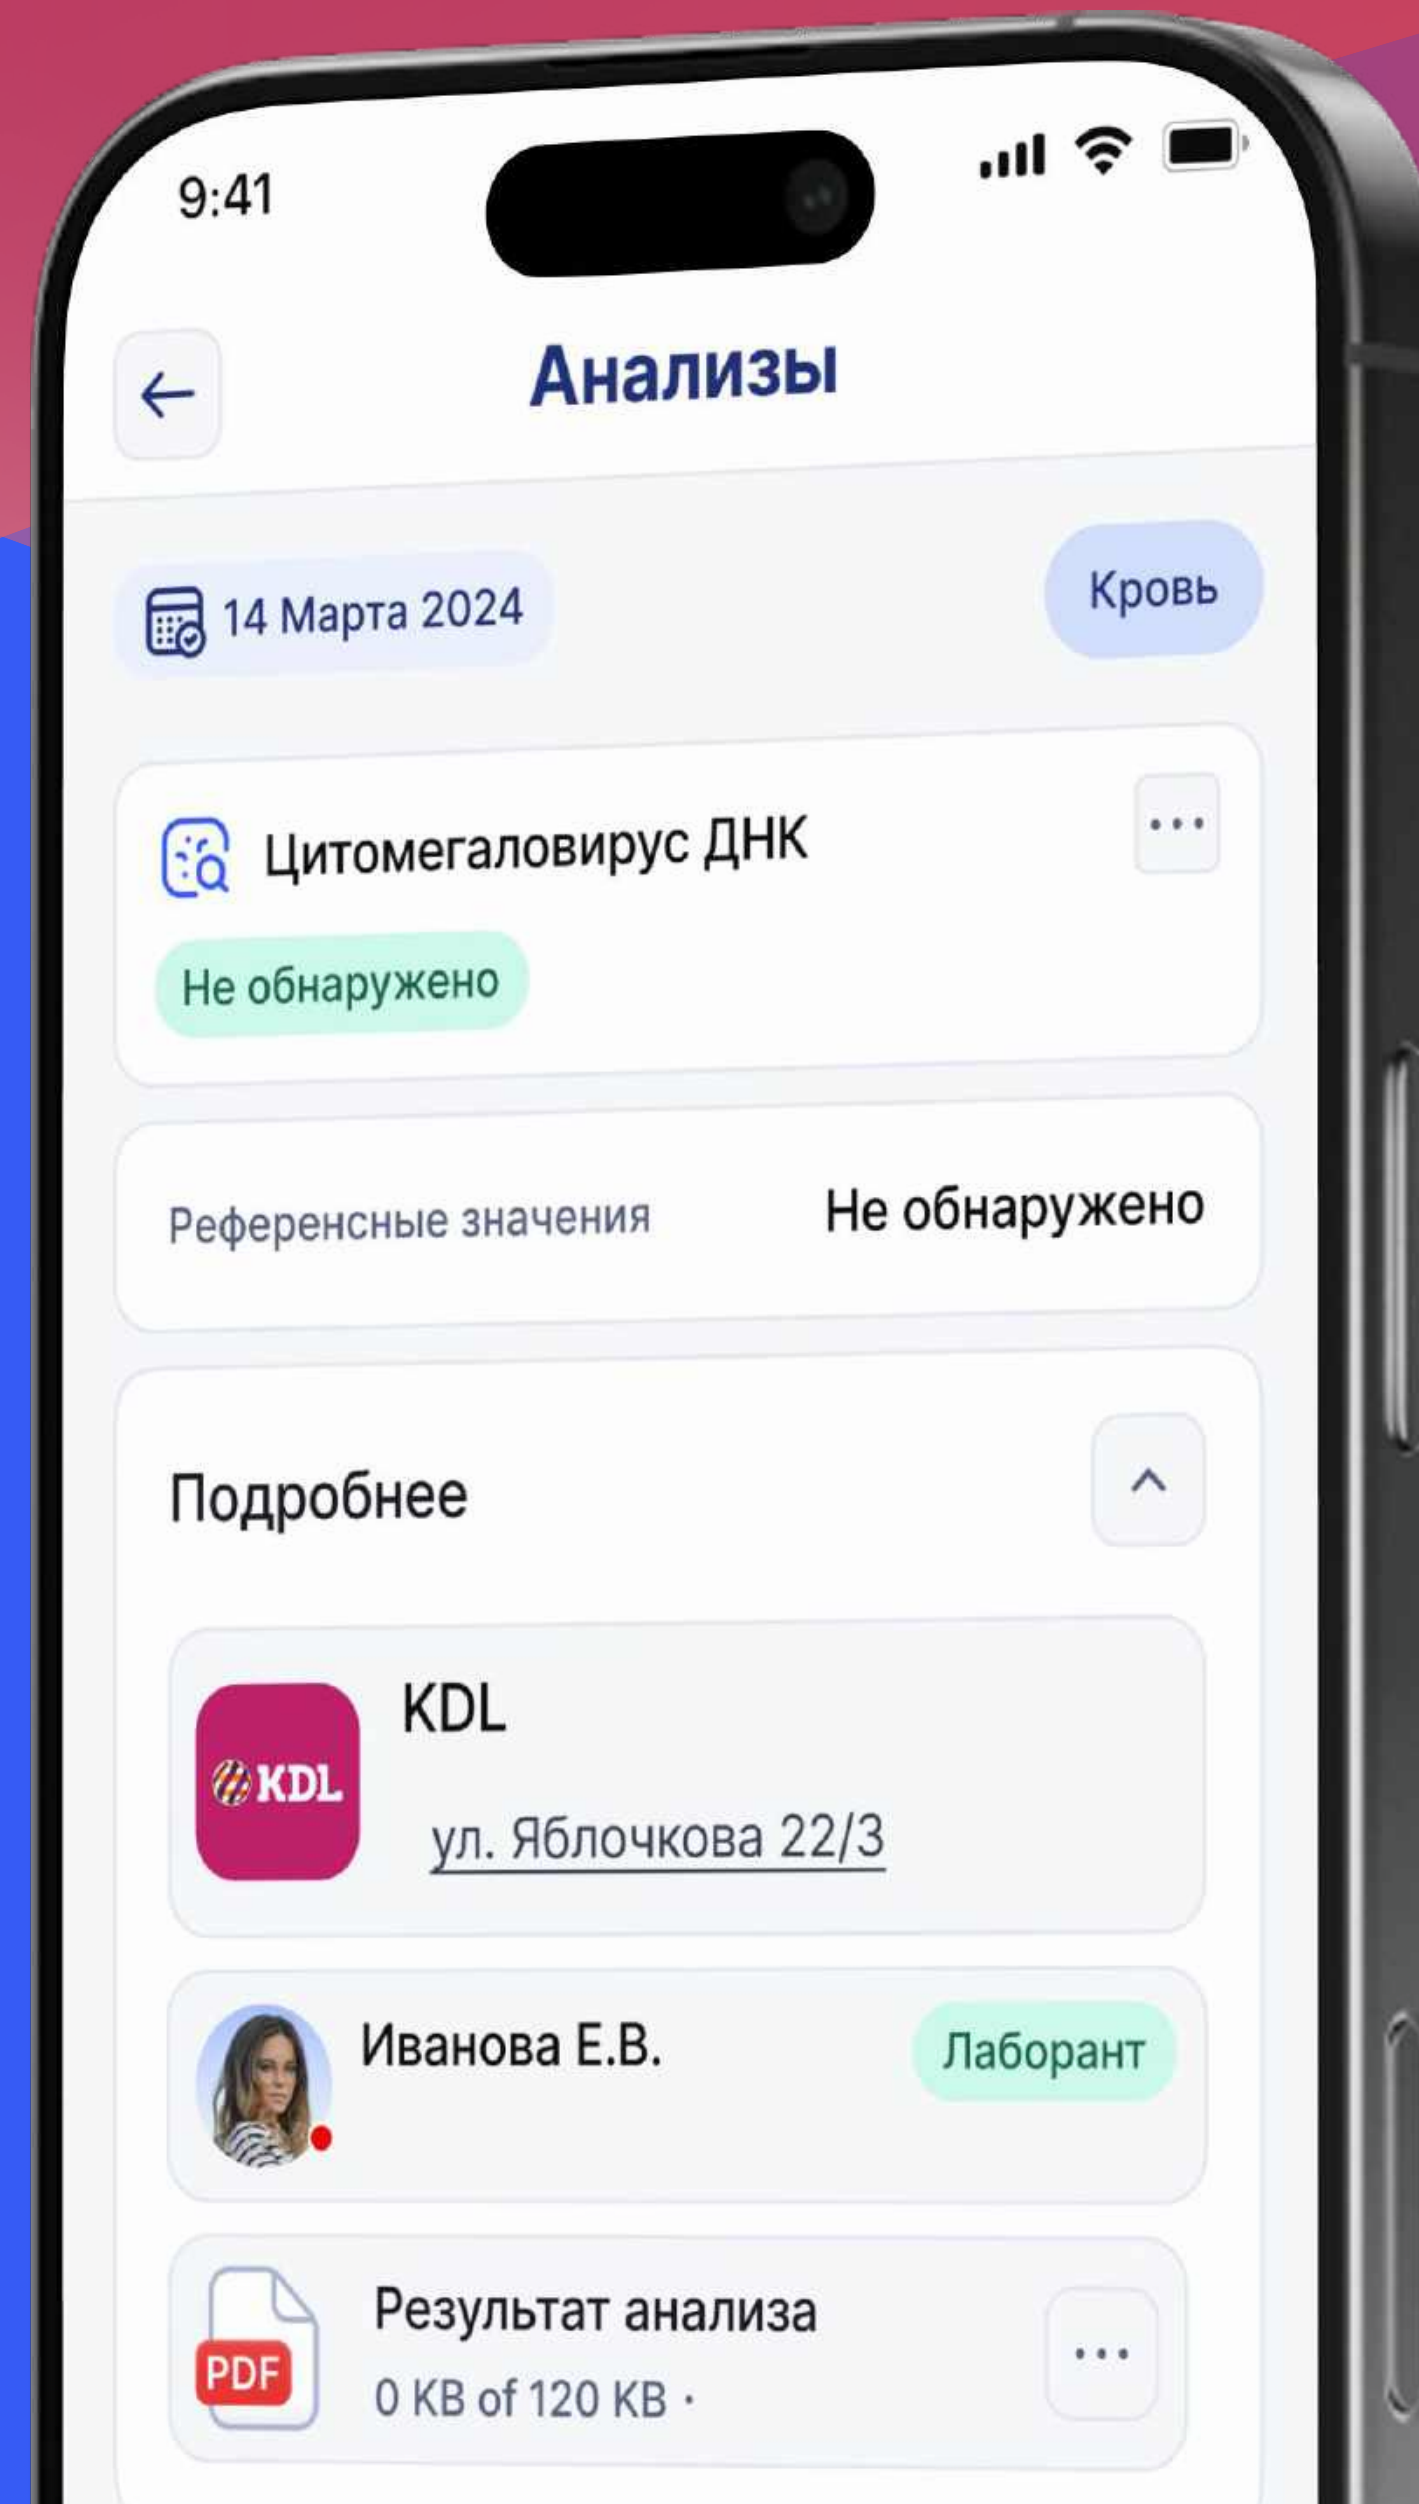 9:41
Анализы
14 Марта 2024
Кровь
Цитомегаловирус ДНК
Не обнаружено
Референсные значения
Не обнаружено
Подробнее
KDL
KDL
ул. Яблочкова 22/3
Иванова Е.В.
Лаборант
PDF
Результат анализа
0 KB of 120 KB ·